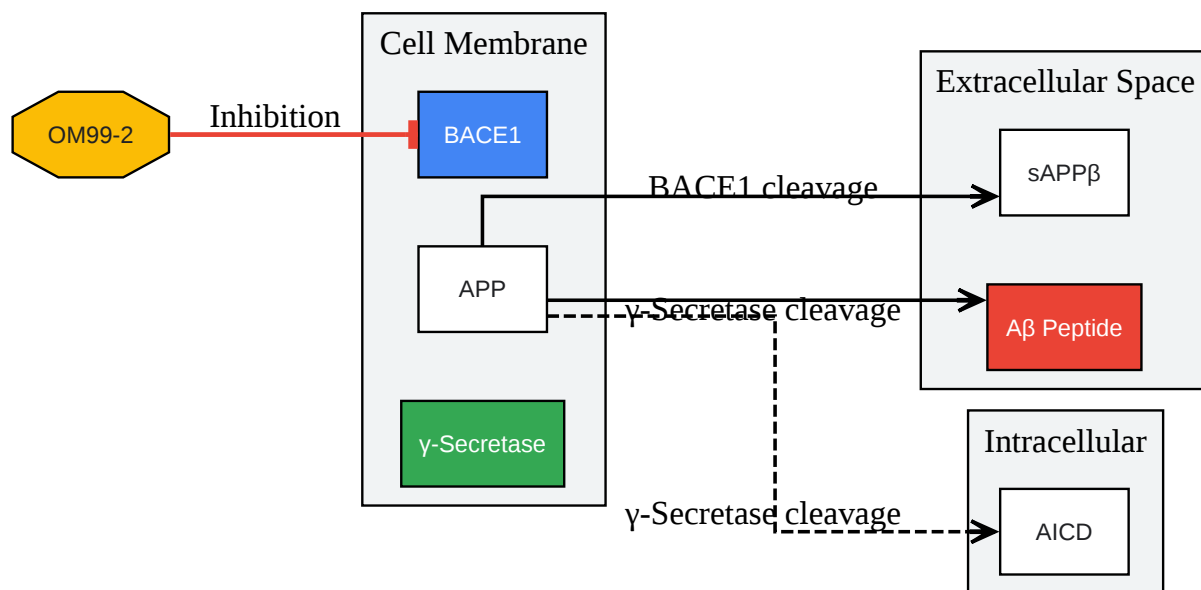 Cell Membrane
OM99-2
Inhibition
BACE1
Extracellular Space
sAPPβ
BACE1 cleavage
APP
γ-Secretase cleavage
Aβ Peptide
γ-Secretase
Intracellular
γ-Secretase cleavage
AICD